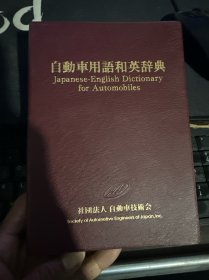 自動車用語和英辞典
Japanese-English Dictionary
for Automobiles
社団法人 自動車技術会
Society of Automotive Engineers of Japan, Inc.